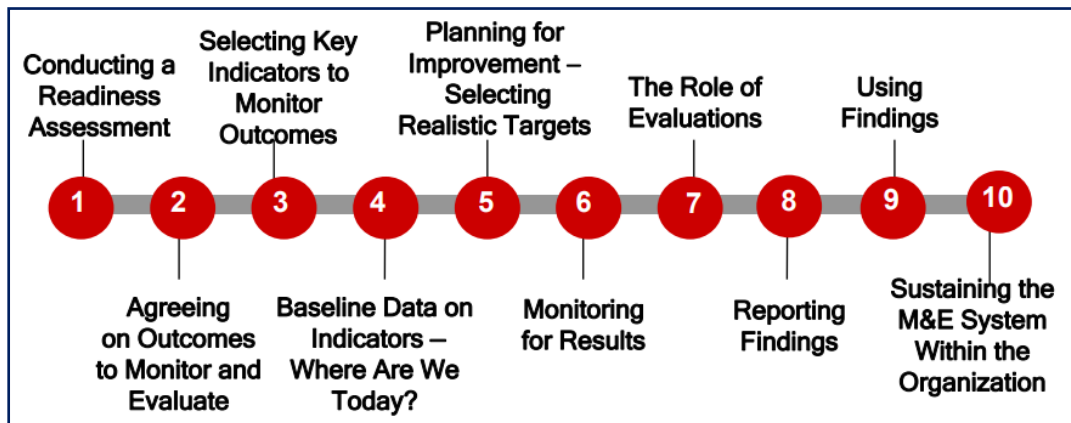 Conducting a
Readiness
Assessment
Selecting Key
Indicators to
Monitor
Outcomes
Planning for
Improvement –
Selecting
Realistic Targets
The Role of
Evaluations
Using
Findings
1
2
3
4
5
6
7
8
9
10
Agreeing
on Outcomes
to Monitor and
Evaluate
Baseline Data on
Indicators –
Where Are We
Today?
Monitoring
for Results
Reporting
Findings
Sustaining the
M&E System
Within the
Organization